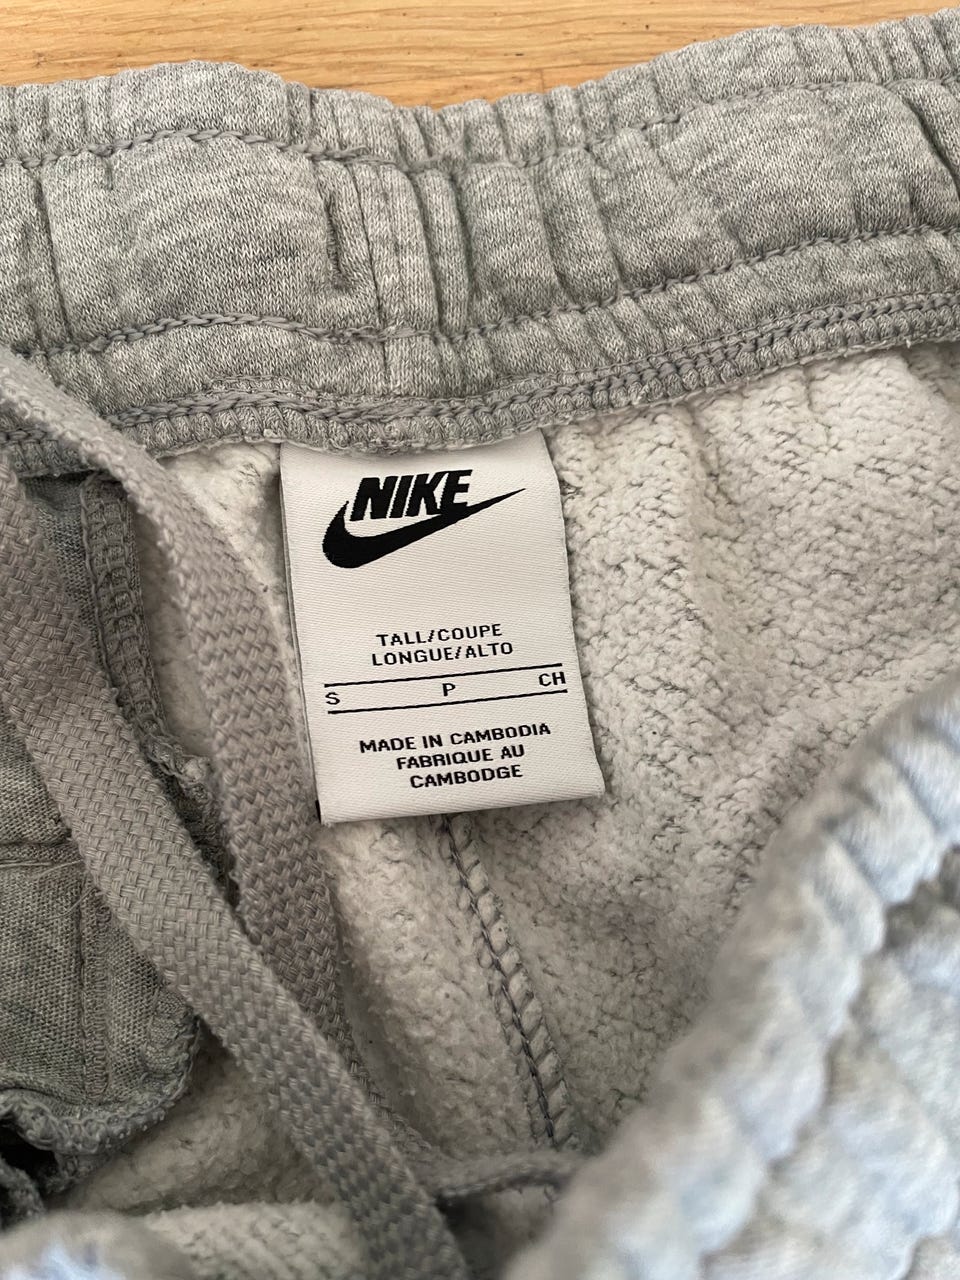 NIKE
TALL/COUPE
LONGUE/ALTO
S P CH
MADE IN CAMBODIA
FABRIQUE AU
CAMBODGE